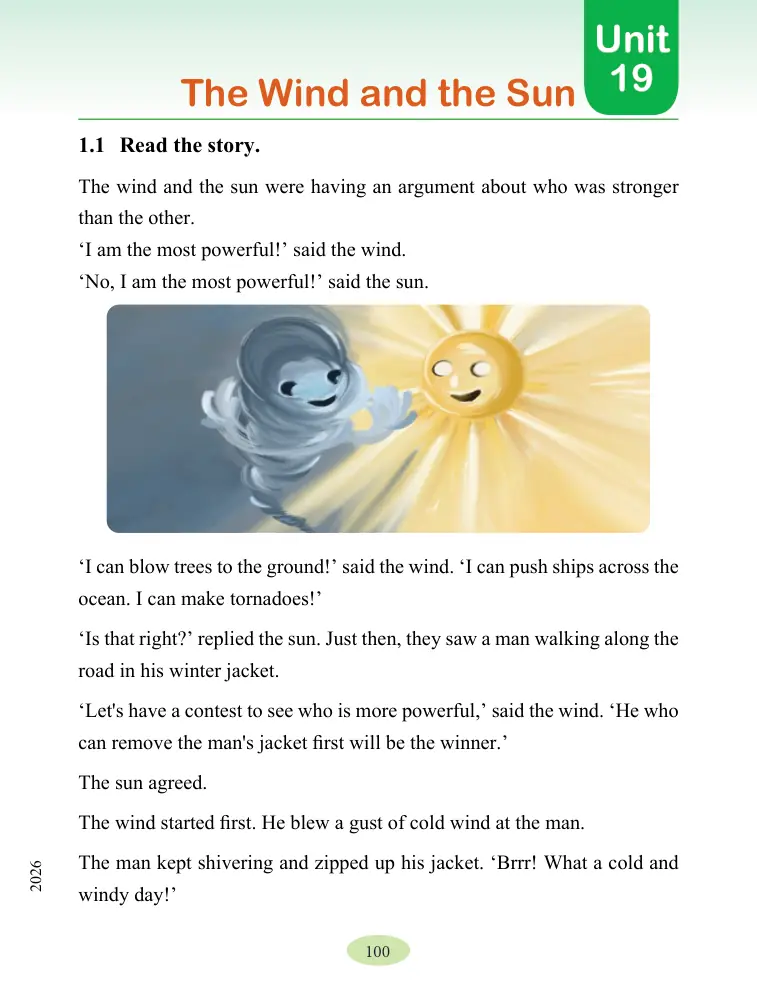 Unit
19
The Wind and the Sun
1.1 Read the story.
The wind and the sun were having an argument about who was stronger
than the other.
‘I am the most powerful!’ said the wind.
‘No, I am the most powerful!’ said the sun.
‘I can blow trees to the ground!’ said the wind. ‘I can push ships across the
ocean. I can make tornadoes!’
‘Is that right?’ replied the sun. Just then, they saw a man walking along the
road in his winter jacket.
‘Let's have a contest to see who is more powerful,’ said the wind. ‘He who
can remove the man's jacket first will be the winner.’
The sun agreed.
The wind started first. He blew a gust of cold wind at the man.
The man kept shivering and zipped up his jacket. ‘Brrr! What a cold and
windy day!’
2026
100